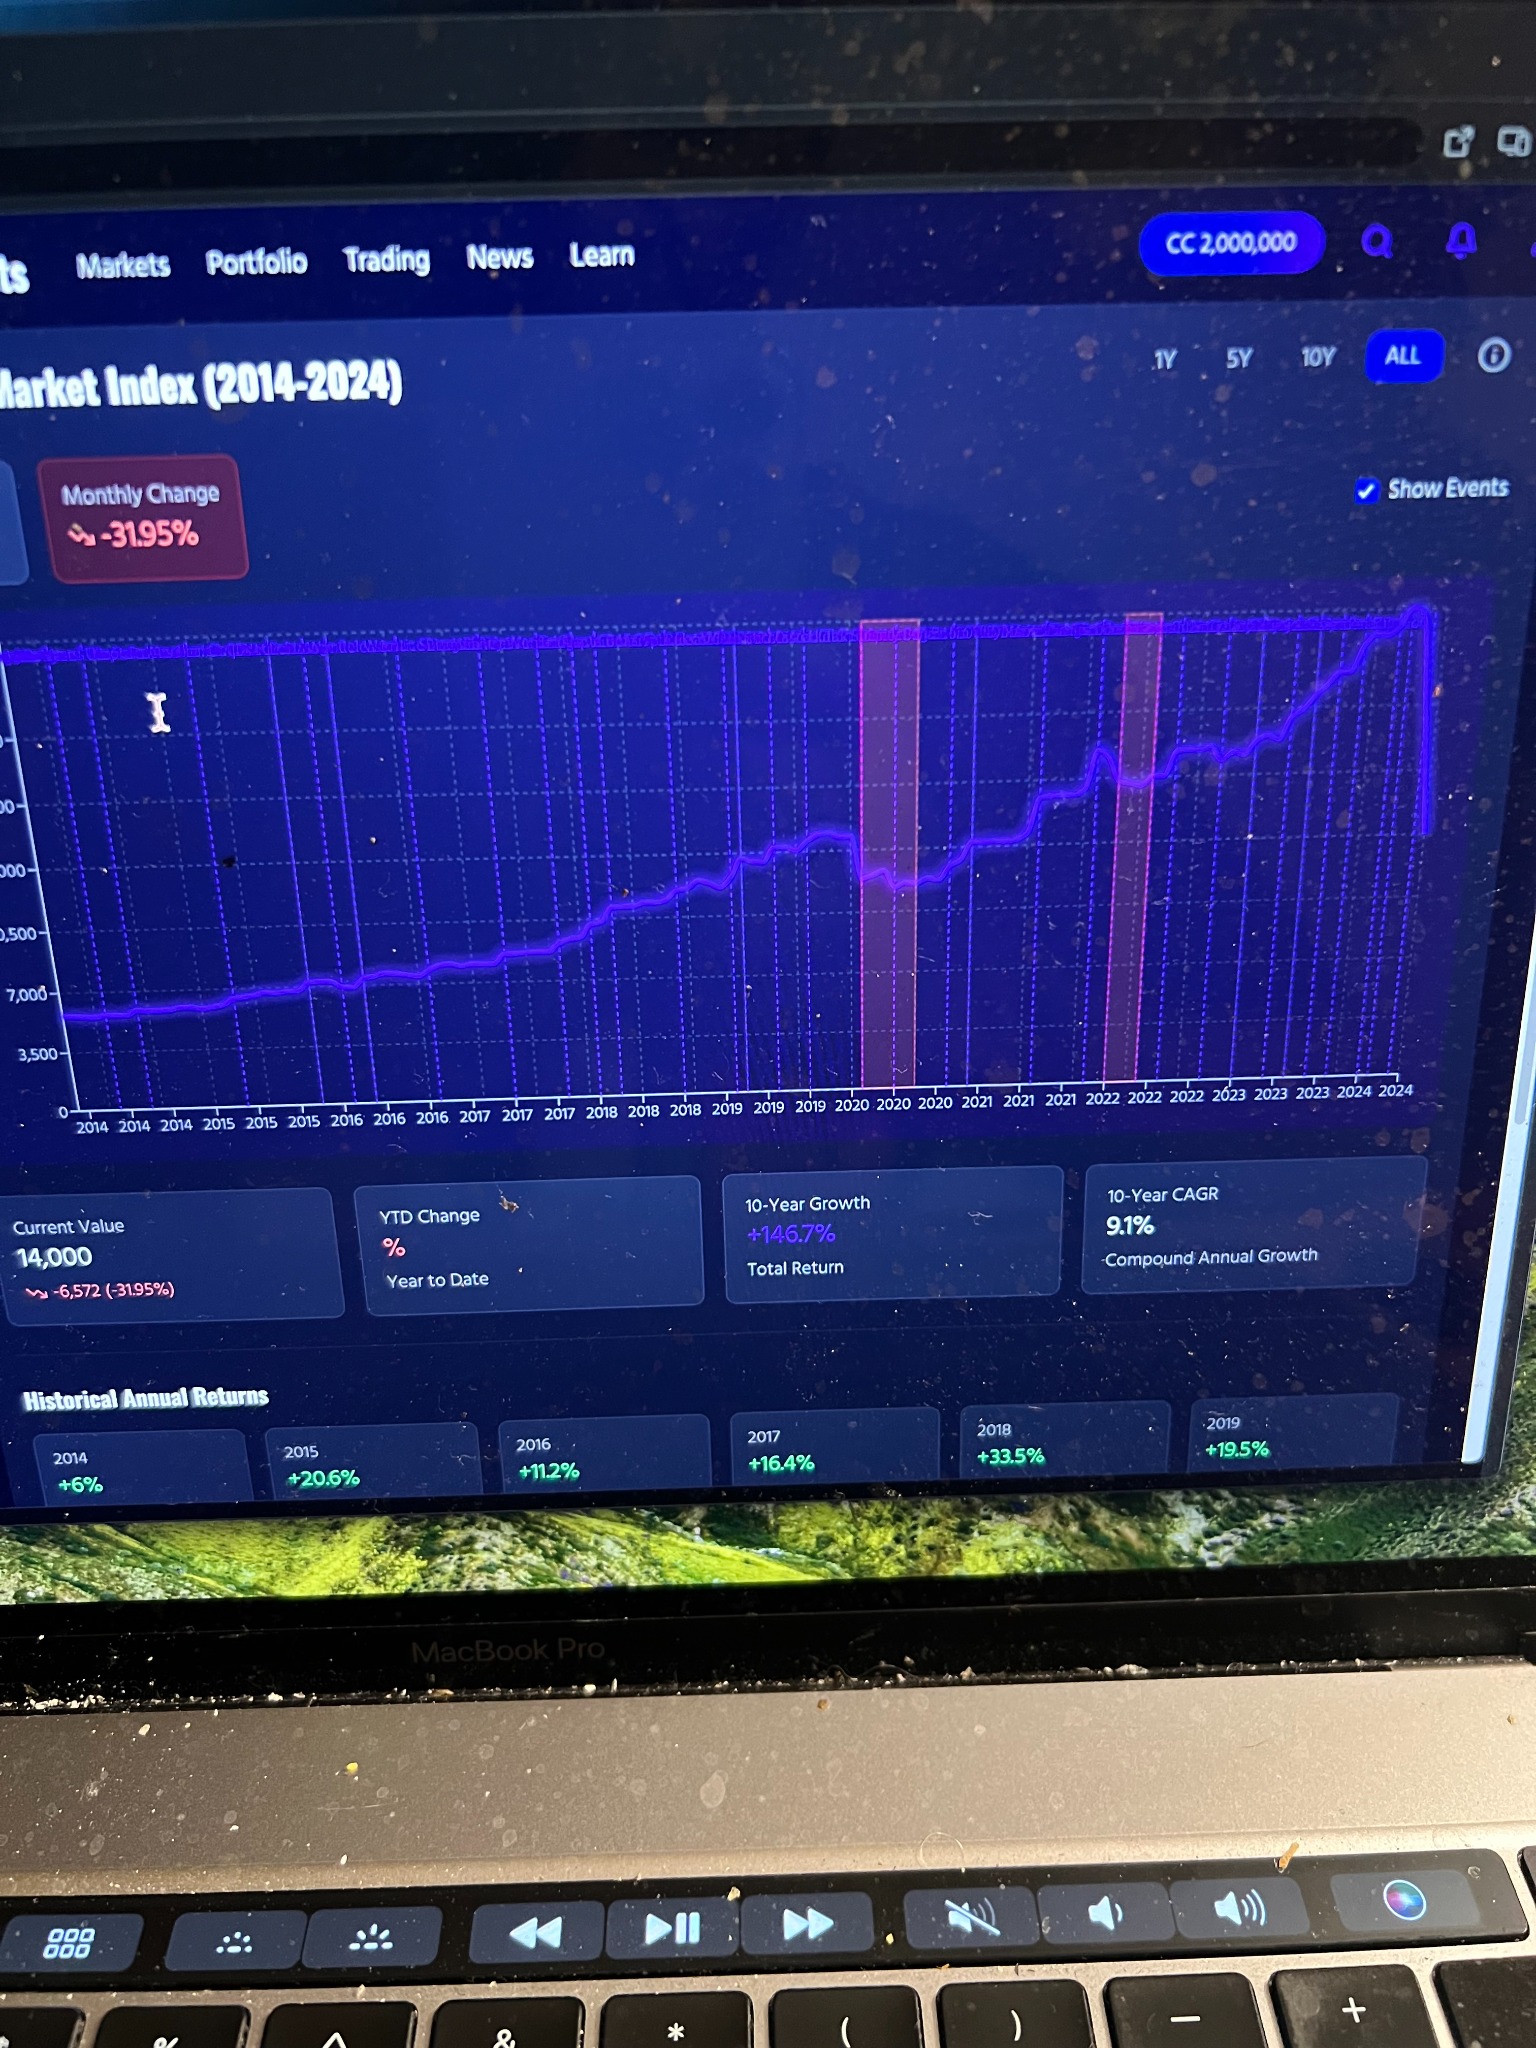 ts Markets Portfolio Trading News Learn CC 2,000,000
Market Index (2014-2024) 1Y 5Y 10Y ALL
Monthly Change
-31.95%
Show Events
00
000
0,500
7,000
3,500
0
2014 2014 2014 2015 2015 2015 2016 2016 2016 2017 2017 2017 2018 2018 2018 2019 2019 2019 2020 2020 2020 2021 2021 2021 2022 2022 2022 2023 2023 2023 2024 2024
Current Value
14,000
-6,572 (-31.95%)
YTD Change
%
Year to Date
10-Year Growth
+146.7%
Total Return
10-Year CAGR
9.1%
Compound Annual Growth
Historical Annual Returns
2014
+6%
2015
+20.6%
2016
+11.2%
2017
+16.4%
2018
+33.5%
2019
+19.5%
MacBook Pro
% ^ & * ( ) − +